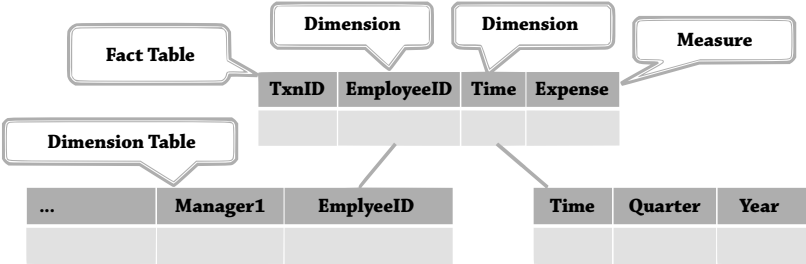 Dimension
Dimension
Fact Table
Measure
TxnID EmployeeID Time Expense
Dimension Table
... Manager1 EmplyeeID
Time Quarter Year